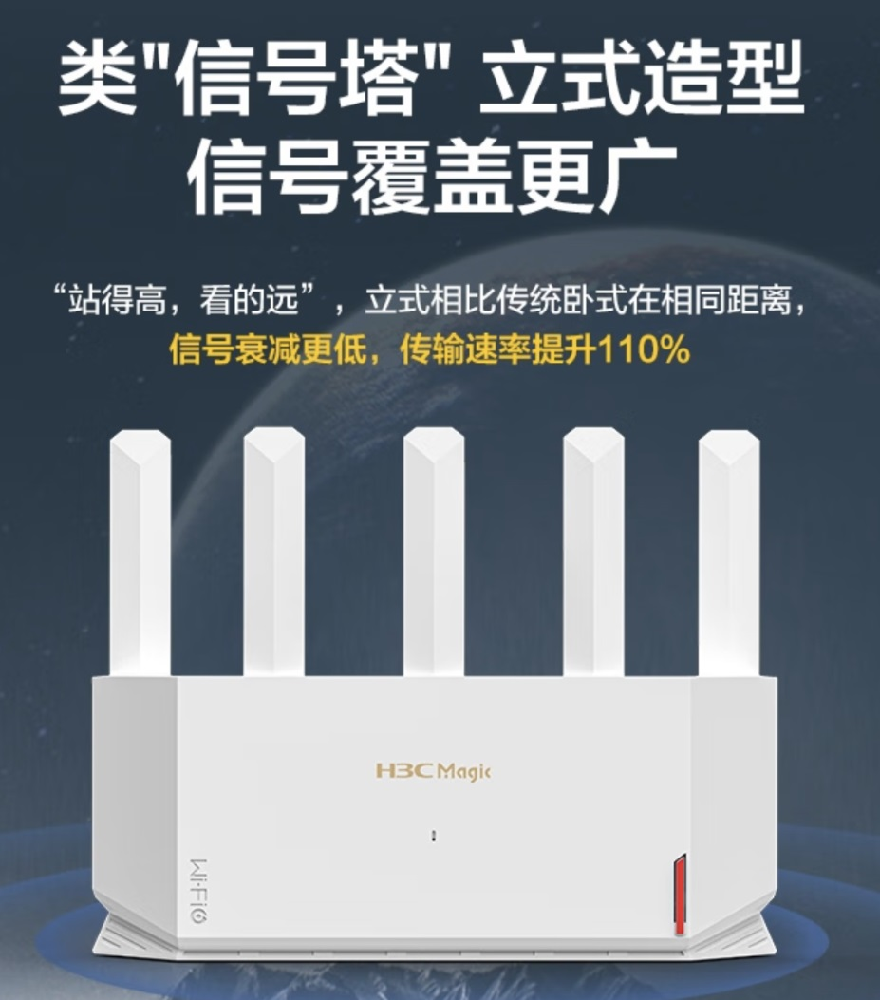 类"信号塔" 立式造型
信号覆盖更广
“站得高，看的远”，立式相比传统卧式在相同距离，
信号衰减更低，传输速率提升110%
H3C Magic
Wi-Fi6